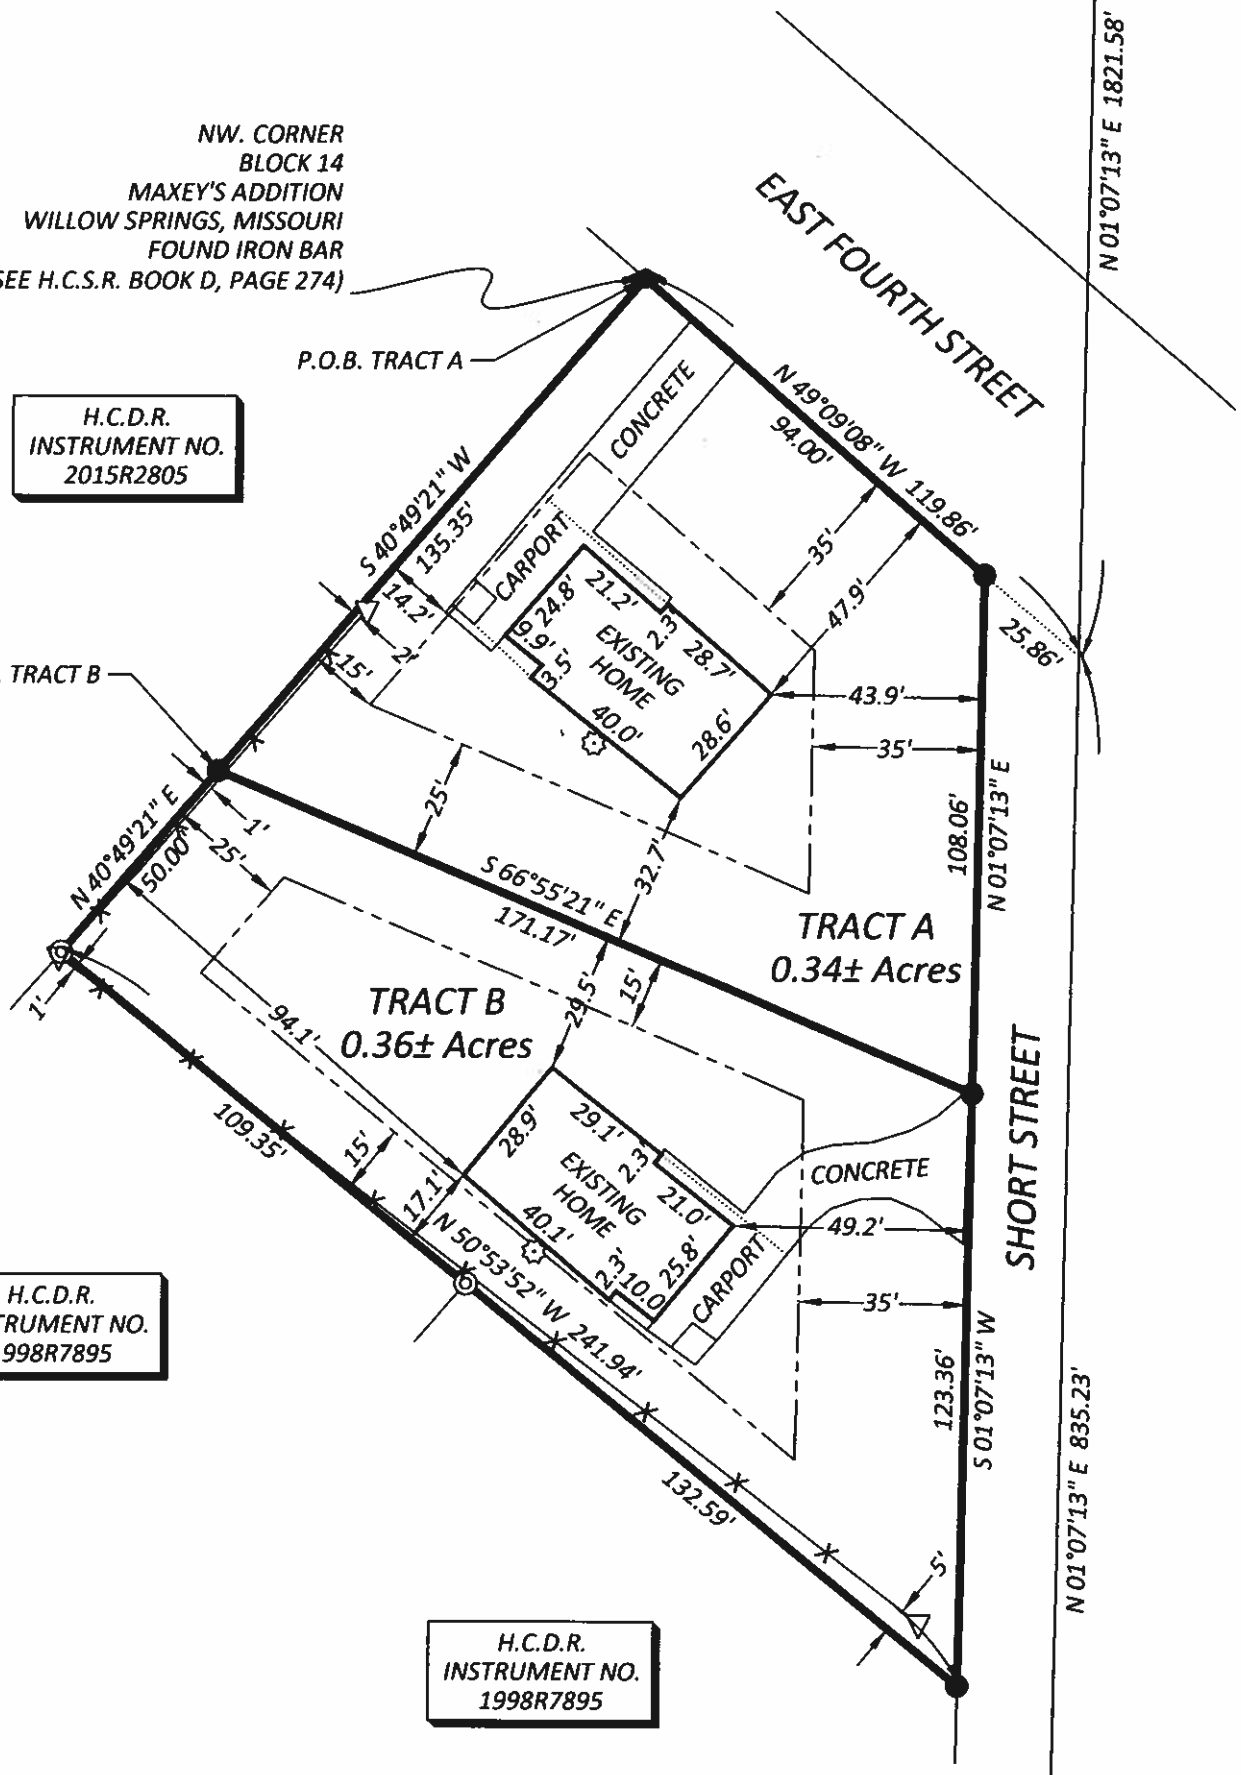 N 01°07'13" E 1821.58'
NW. CORNER
BLOCK 14
MAXEY'S ADDITION
WILLOW SPRINGS, MISSOURI
FOUND IRON BAR
SEE H.C.S.R. BOOK D, PAGE 274)
P.O.B. TRACT A
EAST FOURTH STREET
H.C.D.R.
INSTRUMENT NO.
2015R2805
S 40°49'21" W
135.35'
CONCRETE
N 49°09'08" W 119.86'
94.00'
35'
47.9'
25.86'
14.2'
2'
15'
CARPORT
24.8'
21.2'
2.3'
28.7'
9.9'
3.5'
40.0'
28.6'
EXISTING
HOME
43.9'
35'
. TRACT B
25'
32.7'
108.06'
N 01°07'13" E
N 40°49'21" E
50.00'
1'
25'
S 66°55'21" E
171.17'
TRACT A
0.34± Acres
1'
94.1'
TRACT B
0.36± Acres
29.5'
15'
109.35'
15'
17.1'
28.9'
29.1'
2.3'
21.0'
EXISTING
HOME
40.1'
2.3'
10.0'
25.8'
CARPORT
CONCRETE
49.2'
35'
SHORT STREET
N 50°53'52" W 241.94'
123.36'
S 01°07'13" W
N 01°07'13" E 835.23'
H.C.D.R.
TRUMENT NO.
998R7895
132.59'
5'
H.C.D.R.
INSTRUMENT NO.
1998R7895